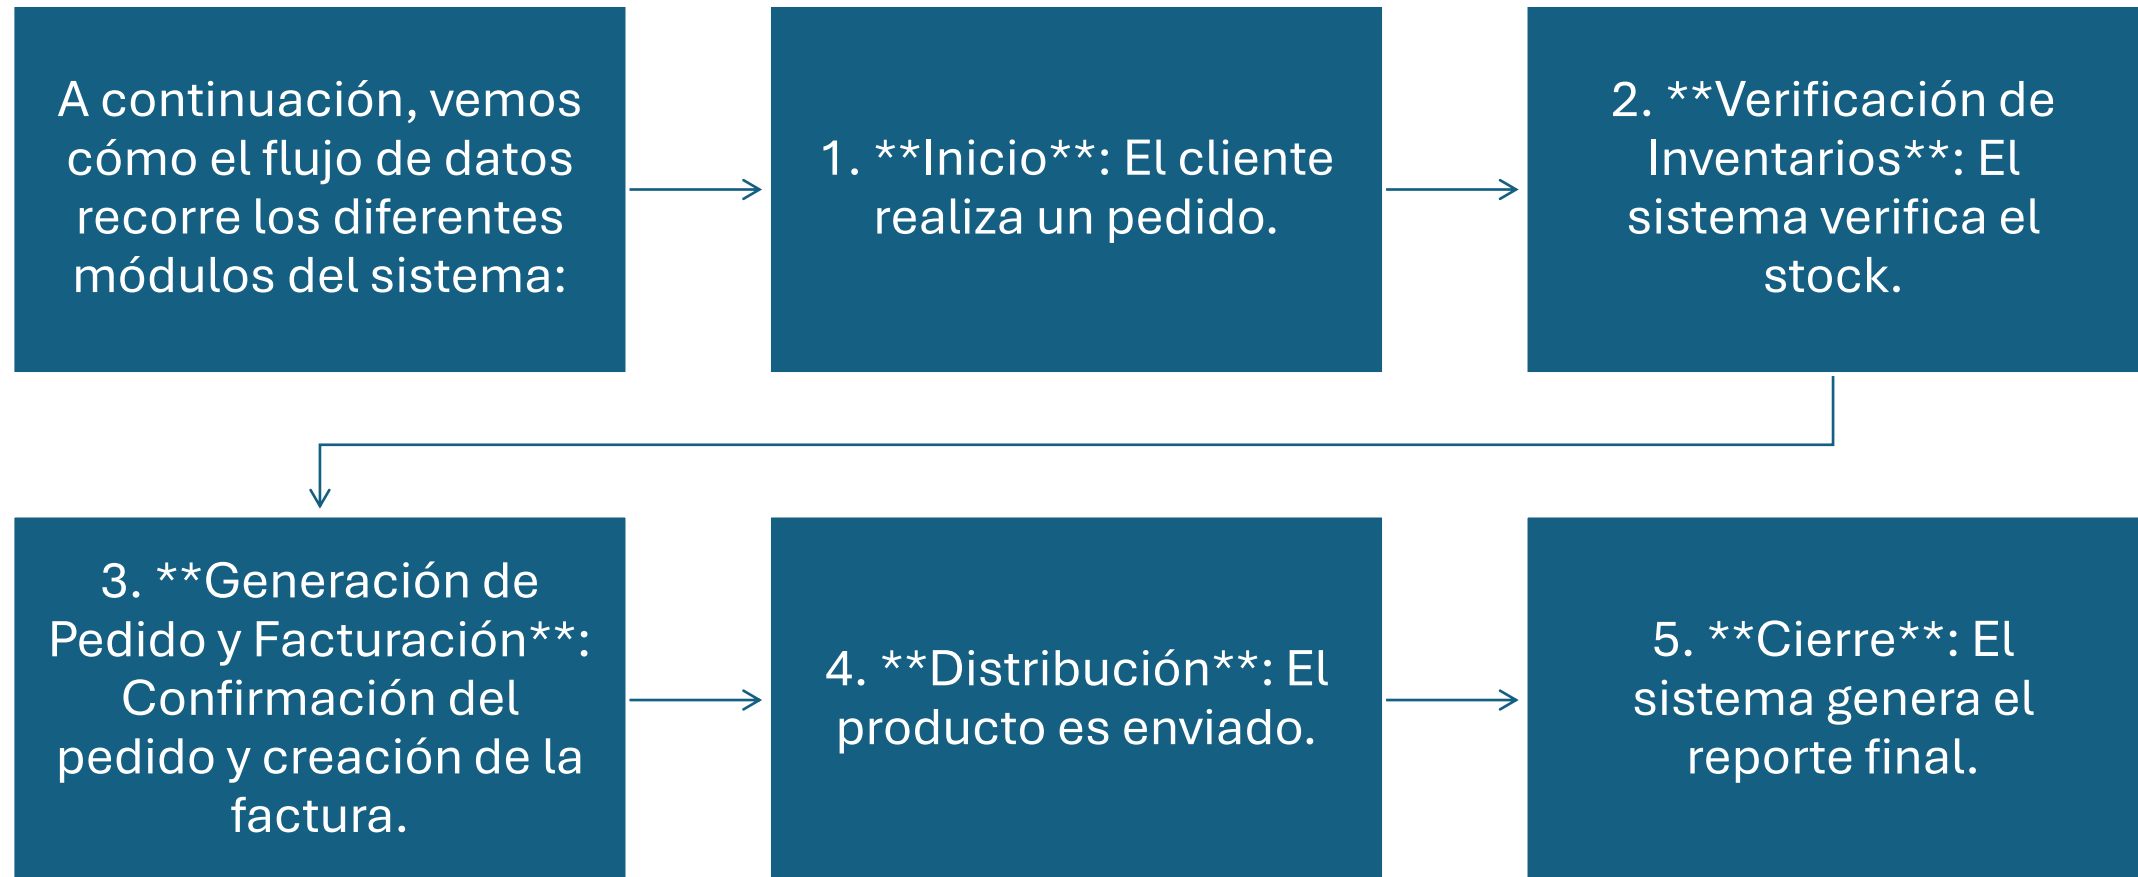 A continuación, vemos
cómo el flujo de datos
recorre los diferentes
módulos del sistema:
1. **Inicio**: El cliente
realiza un pedido.
2. **Verificación de
Inventarios**: El
sistema verifica el
stock.
3. **Generación de
Pedido y Facturación**:
Confirmación del
pedido y creación de la
factura.
4. **Distribución**: El
producto es enviado.
5. **Cierre**: El
sistema genera el
reporte final.